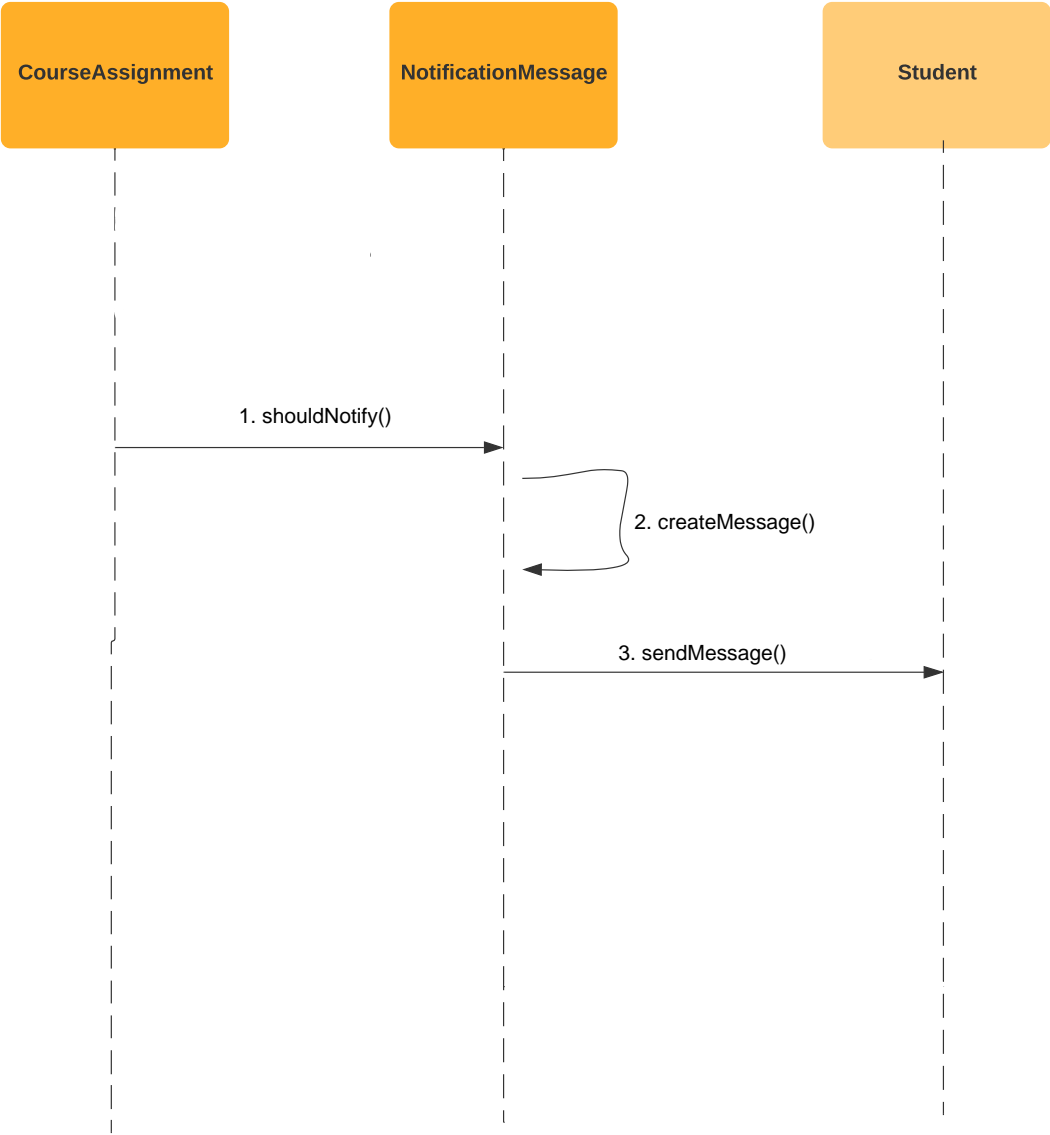 CourseAssignment
NotificationMessage
Student
1. shouldNotify()
2. createMessage()
3. sendMessage()